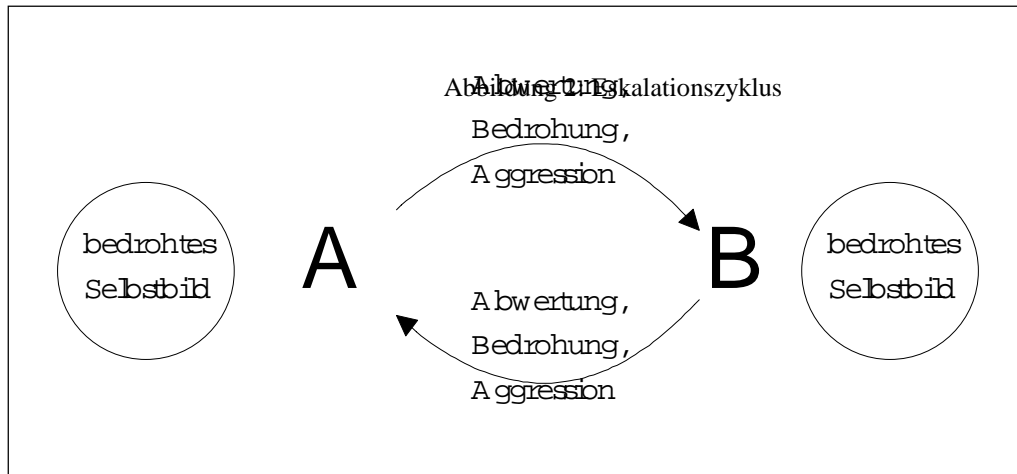 Abbildung 2: Eskalationszyklus
Abwertung,
Bedrohung,
Aggression
bedrohtes
Selbstbild
A
B
bedrohtes
Selbstbild
Abwertung,
Bedrohung,
Aggression